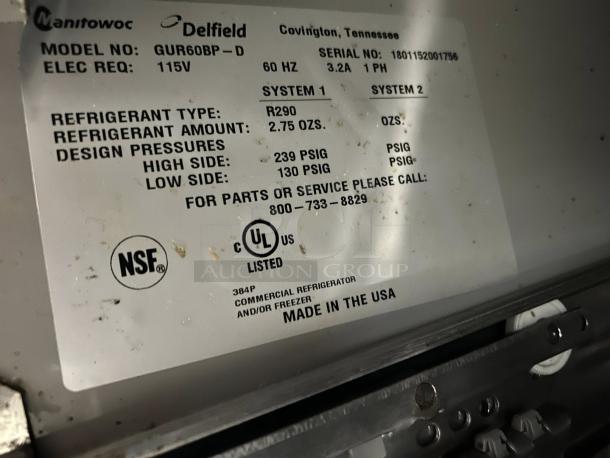 Manitowoc Delfield Covington, Tennessee
MODEL NO: GUR60BP-D SERIAL NO: 1801152001756
ELEC REQ: 115V 60 HZ 3.2A 1 PH
SYSTEM 1 SYSTEM 2
REFRIGERANT TYPE: R290
REFRIGERANT AMOUNT: 2.75 OZS. OZS.
DESIGN PRESSURES
HIGH SIDE: 239 PSIG PSIG
LOW SIDE: 130 PSIG PSIG
FOR PARTS OR SERVICE PLEASE CALL:
800-733-8829
C UL US
LISTED
NSF®
AUCTION GROUP
384P
COMMERCIAL REFRIGERATOR
AND/OR FREEZER
MADE IN THE USA